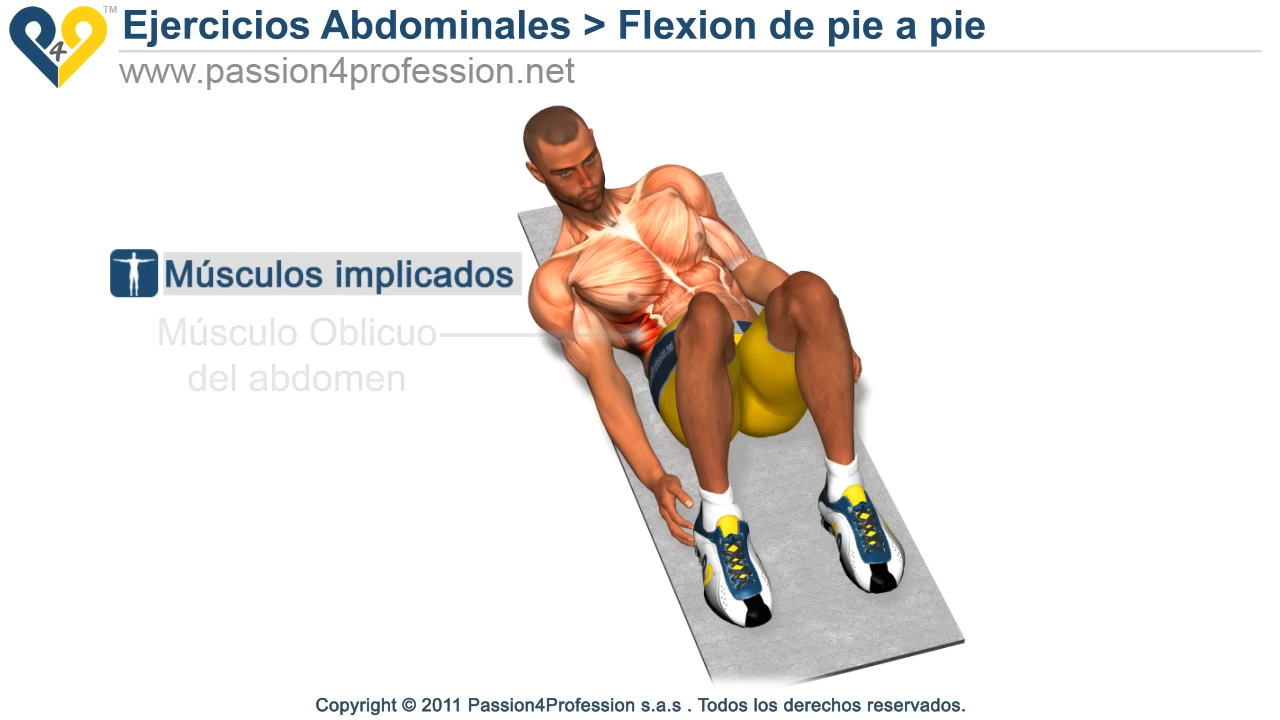 Ejercicios Abdominales > Flexion de pie a pie
www.passion4profession.net
Músculos implicados
Músculo Oblicuo
del abdomen
Copyright © 2011 Passion4Profession s.a.s . Todos los derechos reservados.